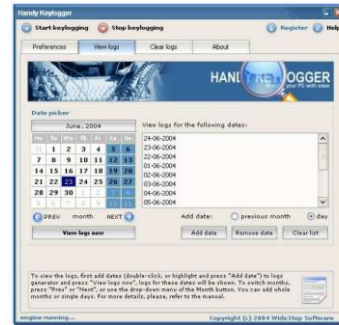 Handy Keylogger
Start keylogging Stop keylogging Register Help
Preferences View logs Clear logs About
HANDY KEYLOGGER
your PC with ease
Date picker
June, 2004
View logs for the following dates:
24-06-2004
23-06-2004
22-06-2004
01-06-2004
02-06-2004
03-06-2004
04-06-2004
05-06-2004
31 1 2 3 4 5 6
7 8 9 10 11 12 13
14 15 16 17 18 19 20
21 22 23 24 25 26 27
28 29 30
PREV month NEXT
Add date: previous month day
View logs now
Add date Remove date Clear list
To view the logs, first add dates (double-click, or highlight and press "Add date") to logs
generator and press "View logs now", logs for these dates will be shown. To switch months,
press "Prev" or "Next", or use the drop-down menu of the Month button. You can add whole
months or single days. For more details, please, refer to the manual.
engine running...
Copyright (c) 2004 WideStep Software